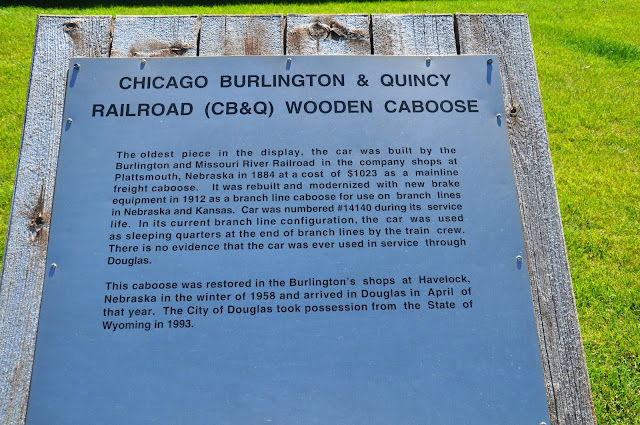 CHICAGO BURLINGTON & QUINCY
RAILROAD (CB&Q) WOODEN CABOOSE
The oldest piece in the display, the car was built by the
Burlington and Missouri River Railroad in the company shops at
Plattsmouth, Nebraska in 1884 at a cost of $1023 as a mainline
freight caboose. It was rebuilt and modernized with new brake
equipment in 1912 as a branch line caboose for use on branch lines
in Nebraska and Kansas. Car was numbered #14140 during its service
life. In its current branch line configuration, the car was used
as sleeping quarters at the end of branch lines by the train crew.
There is no evidence that the car was ever used in service through
Douglas.
This caboose was restored in the Burlington's shops at Havelock,
Nebraska in the winter of 1958 and arrived in Douglas in April of
that year. The City of Douglas took possession from the State of
Wyoming in 1993.